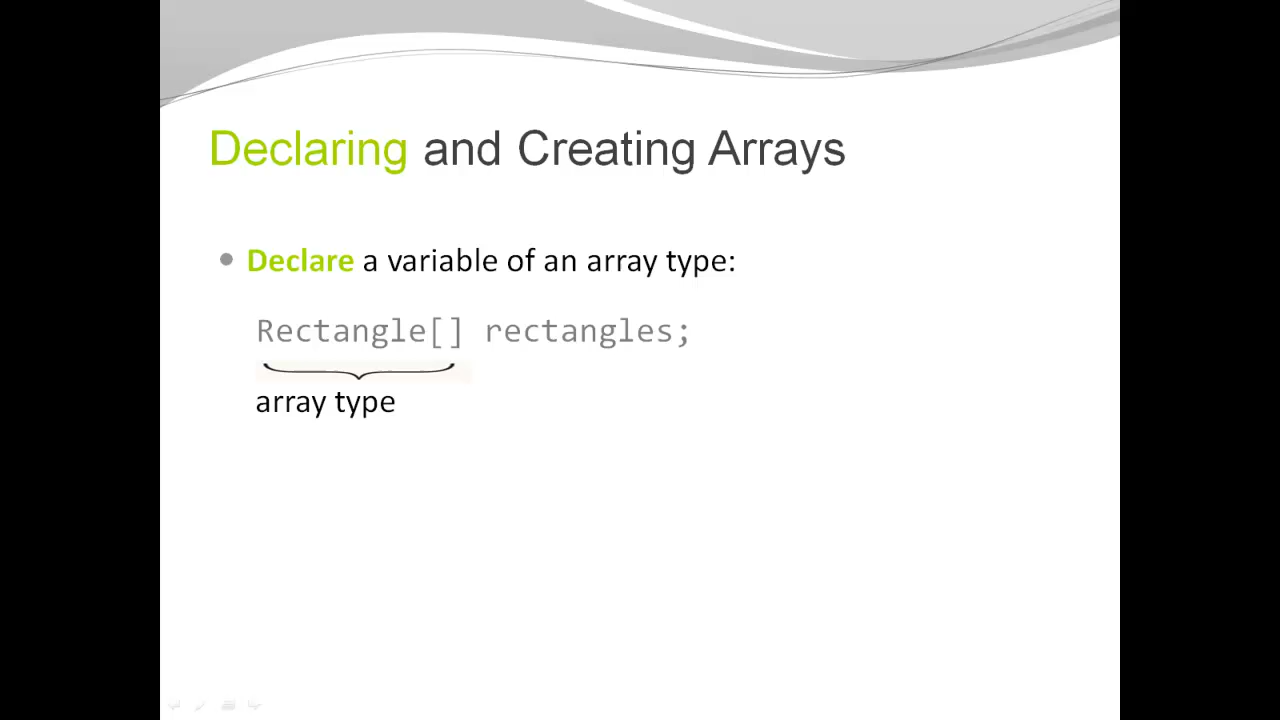 Declaring and Creating Arrays
Declare a variable of an array type:
Rectangle[] rectangles;
array type